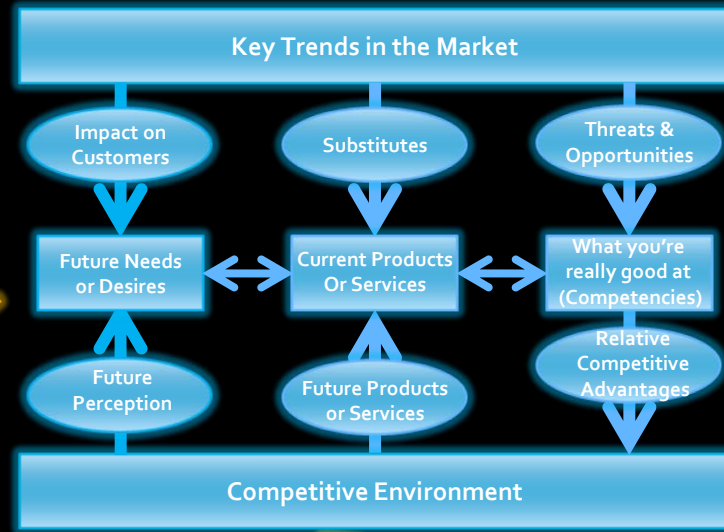 Key Trends in the Market
Impact on
Customers
Substitutes
Threats &
Opportunities
Future Needs
or Desires
Current Products
Or Services
What you're
really good at
(Competencies)
Future
Perception
Future Products
or Services
Relative
Competitive
Advantages
Competitive Environment